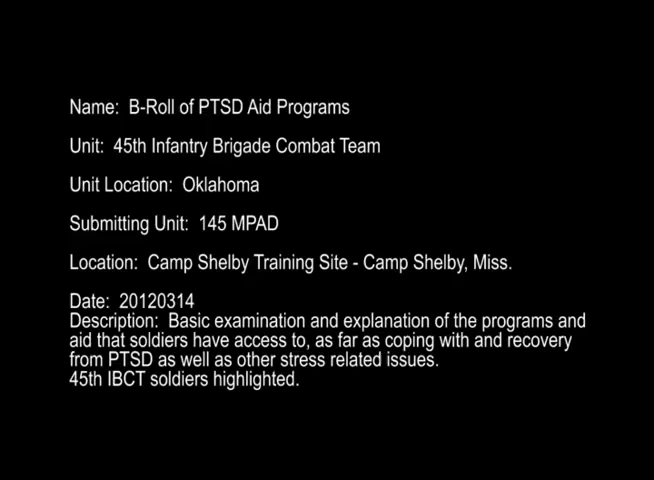 Name:  B-Roll of PTSD Aid Programs
Unit:  45th Infantry Brigade Combat Team
Unit Location:  Oklahoma
Submitting Unit:  145 MPAD
Location:  Camp Shelby Training Site - Camp Shelby, Miss.
Date:  20120314
Description:  Basic examination and explanation of the programs and
aid that soldiers have access to, as far as coping with and recovery
from PTSD as well as other stress related issues.
45th IBCT soldiers highlighted.